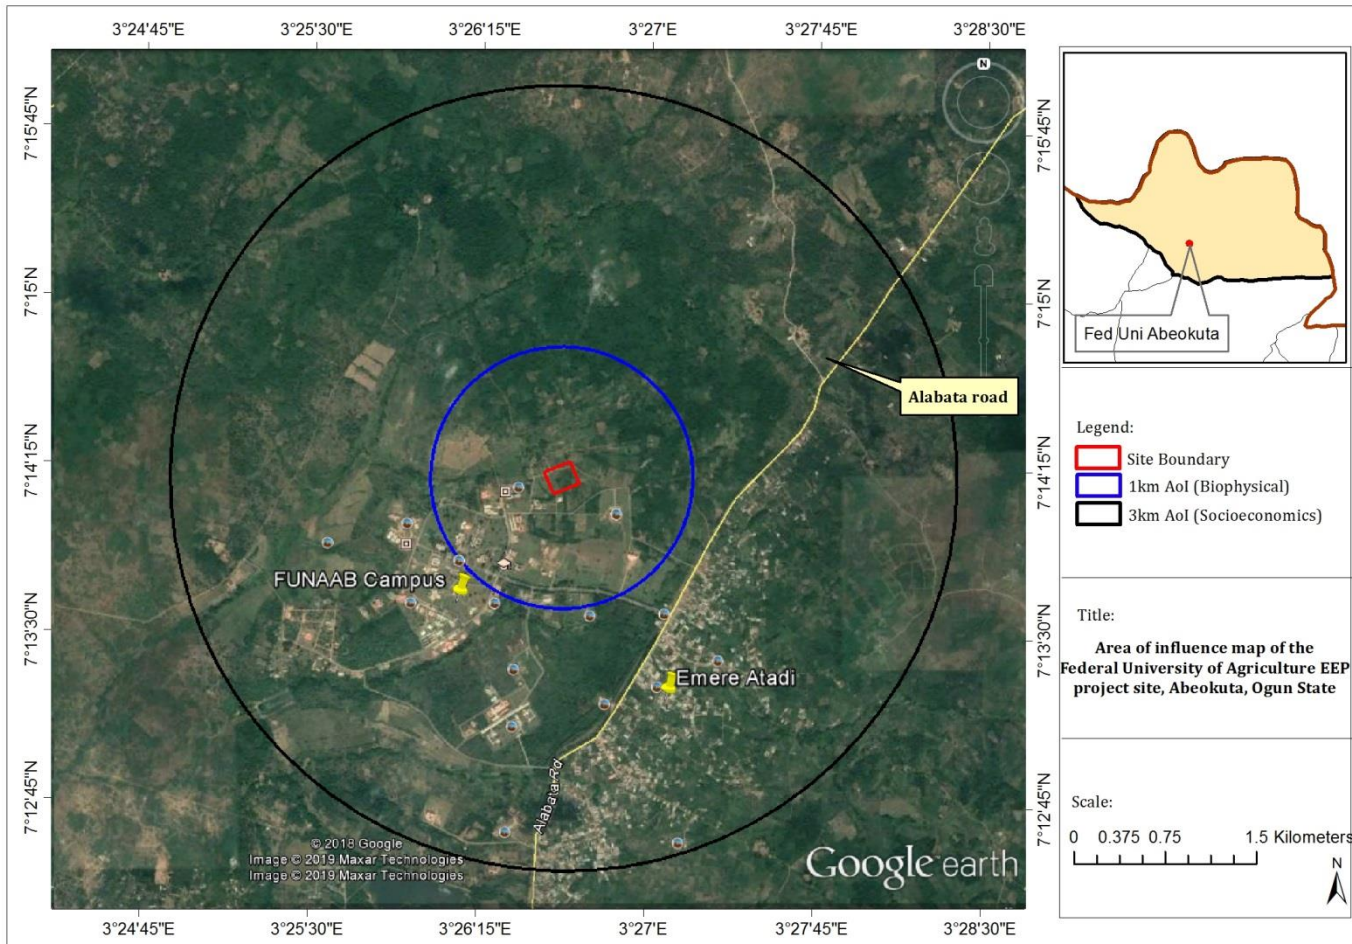 3°24'45"E 3°25'30"E 3°26'15"E 3°27'E 3°27'45"E 3°28'30"E
7°15'45"N
7°15'N
7°14'15"N
7°13'30"N
7°12'45"N
N
Alabata road
FUNAAB Campus
Emere Atadi
Alabata Rd
© 2018 Google
Image © 2019 Maxar Technologies
Image © 2019 Maxar Technologies
Google earth
7°15'45"N
7°15'N
7°14'15"N
7°13'30"N
7°12'45"N
3°24'45"E 3°25'30"E 3°26'15"E 3°27'E 3°27'45"E 3°28'30"E
Fed Uni Abeokuta
Legend:
Site Boundary
1km AoI (Biophysical)
3km AoI (Socioeconomics)
Title:
Area of influence map of the
Federal University of Agriculture EEP
project site, Abeokuta, Ogun State
Scale:
0 0.375 0.75 1.5 Kilometers
N